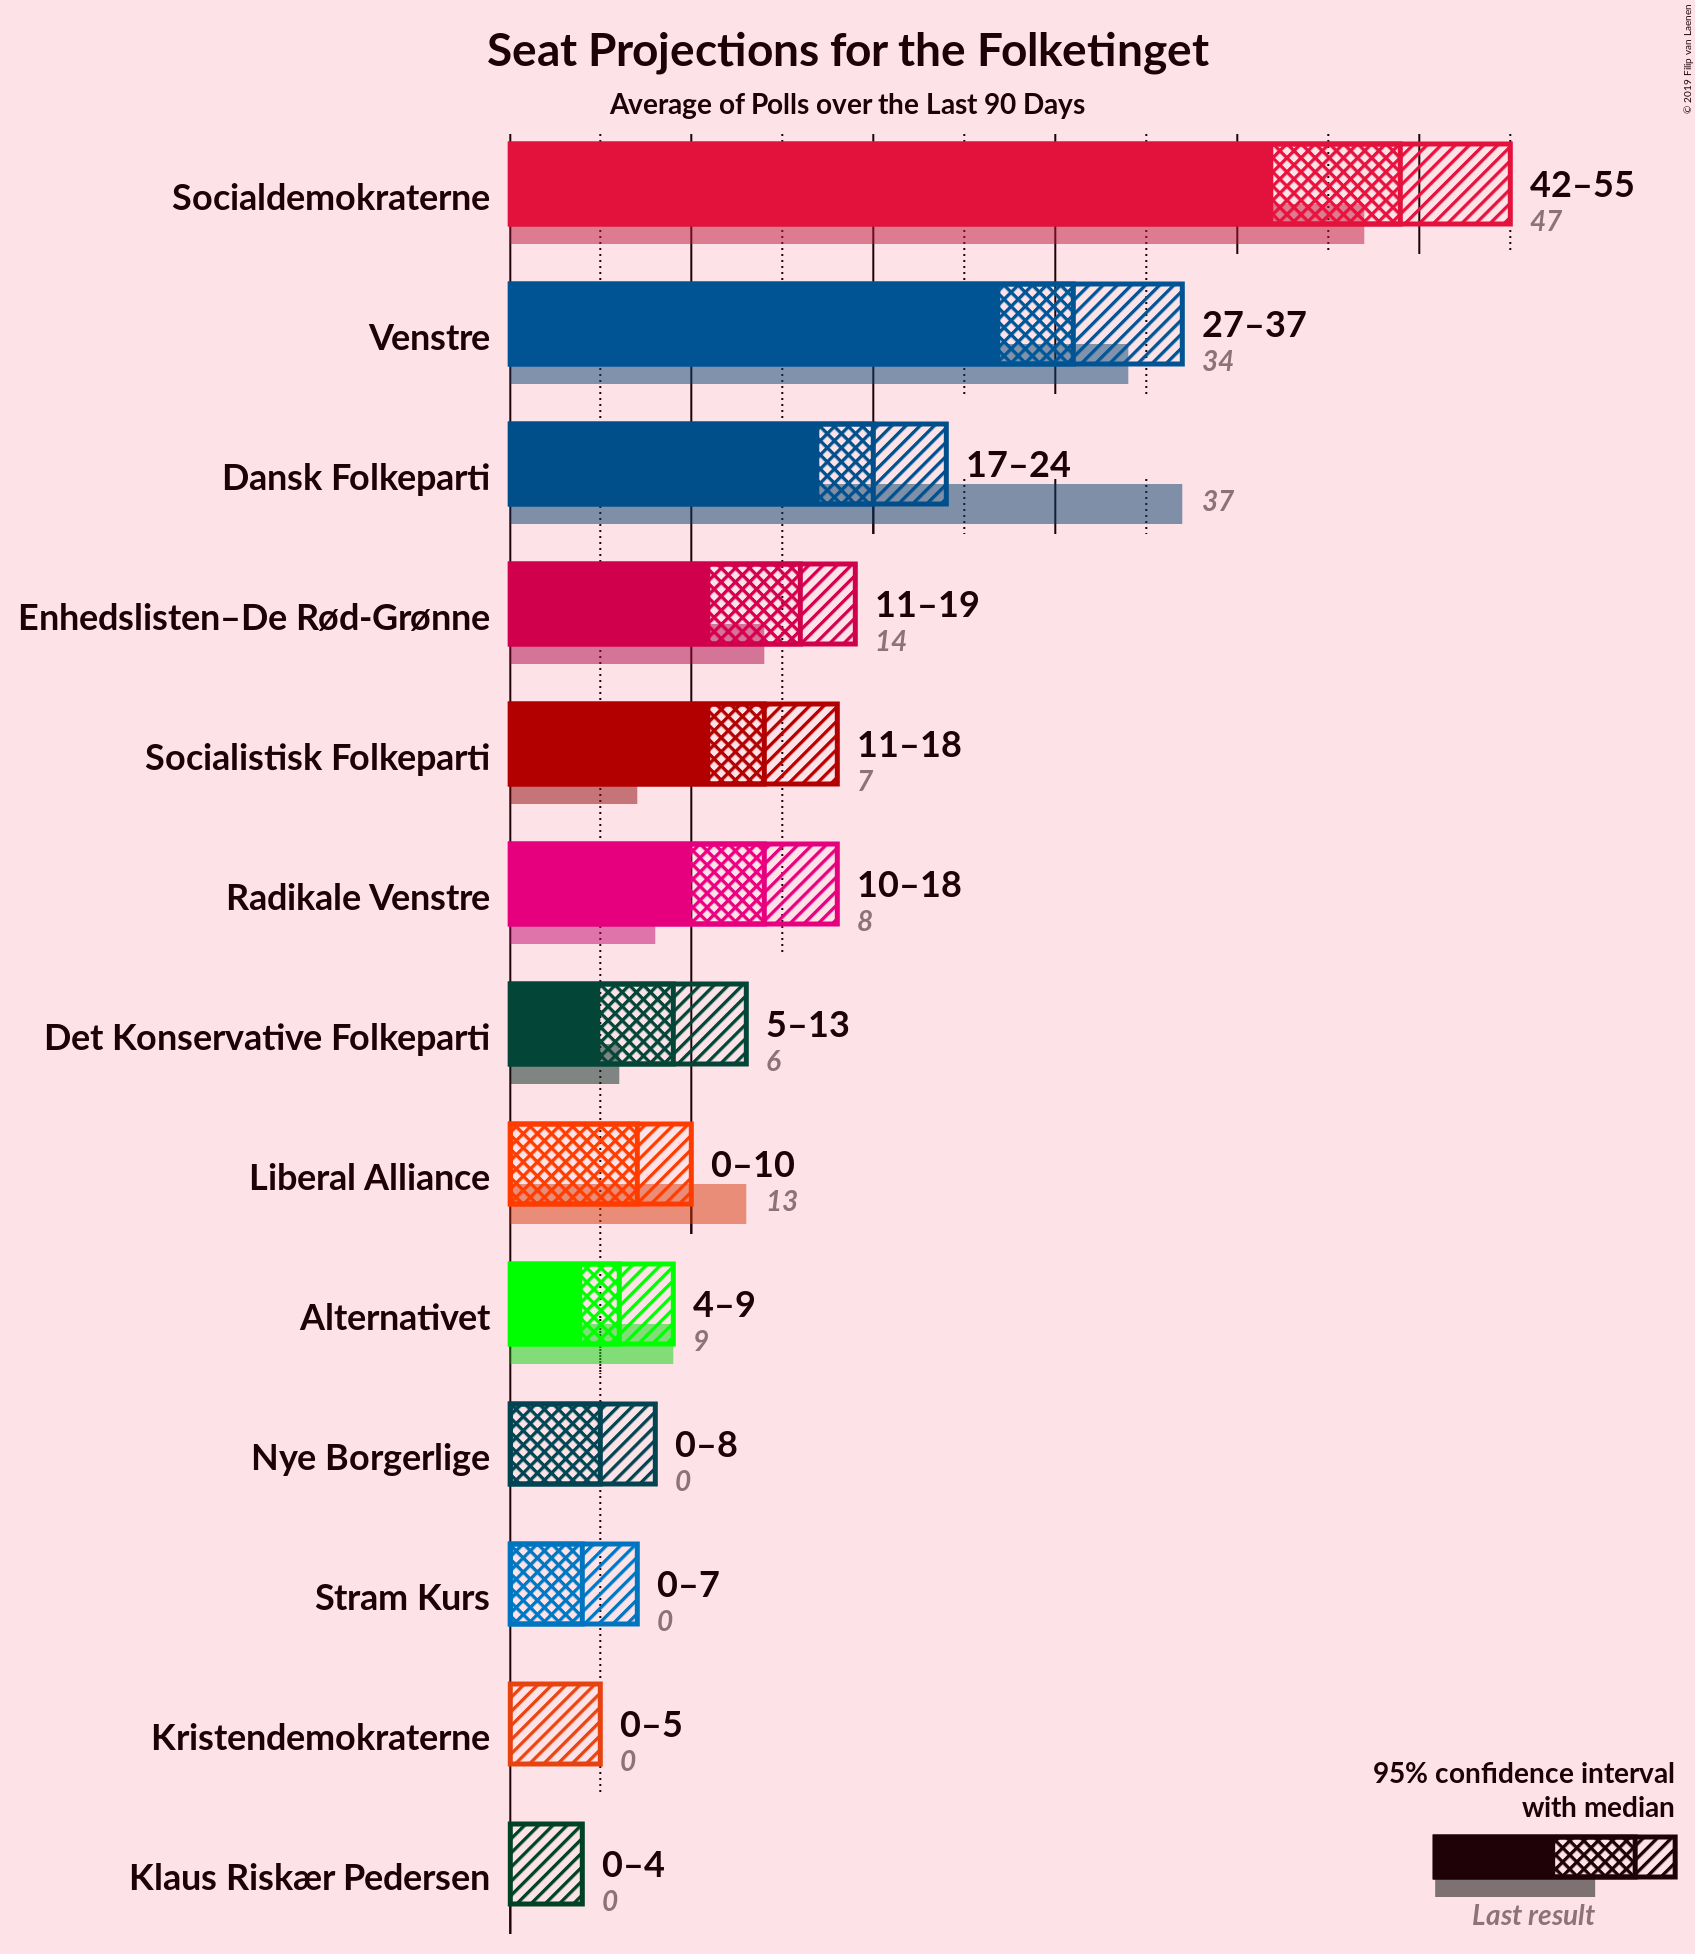 Seat Projections for the Folketinget
Average of Polls over the Last 90 Days
© 2019 Filip van Laenen
Socialdemokraterne
42–55
47
Venstre
27–37
34
Dansk Folkeparti
17–24
37
Enhedslisten–De Rød-Grønne
11–19
14
Socialistisk Folkeparti
11–18
7
Radikale Venstre
10–18
8
Det Konservative Folkeparti
5–13
6
Liberal Alliance
0–10
13
Alternativet
4–9
9
Nye Borgerlige
0–8
0
Stram Kurs
0–7
0
Kristendemokraterne
0–5
0
Klaus Riskær Pedersen
0–4
0
95% confidence interval
with median
Last result